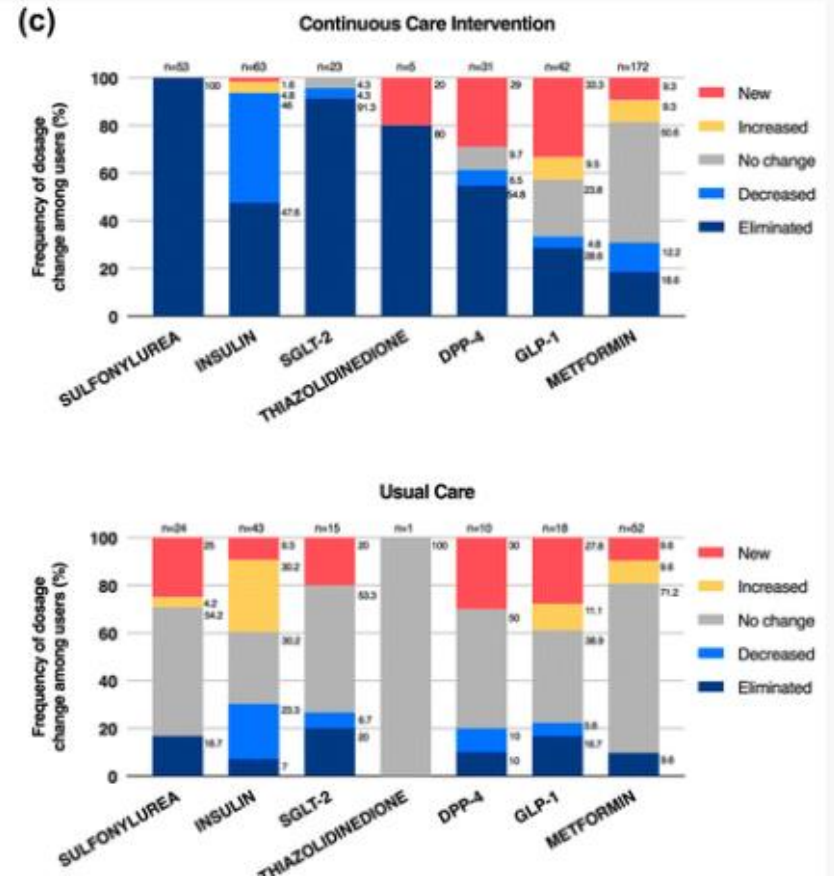 (c)
Continuous Care Intervention
n=53 n=63 n=23 n=5 n=31 n=42 n=172
Frequency of dosage
change among users (%)
100
80
60
40
20
0
100
1.6
4.8
46
47.6
4.3
4.3
91.3
20
80
29
9.7
6.5
54.8
33.3
9.5
23.8
4.8
28.6
9.3
9.3
50.6
12.2
18.6
SULFONYLUREA
INSULIN
SGLT-2
THIAZOLIDINEDIONE
DPP-4
GLP-1
METFORMIN
New
Increased
No change
Decreased
Eliminated
Usual Care
n=24 n=43 n=15 n=1 n=10 n=18 n=52
Frequency of dosage
change among users (%)
100
80
60
40
20
0
25
4.2
54.2
16.7
9.3
30.2
30.2
23.3
7
20
53.3
6.7
20
100
30
50
10
10
27.8
11.1
38.9
5.6
16.7
9.6
9.6
71.2
9.6
SULFONYLUREA
INSULIN
SGLT-2
THIAZOLIDINEDIONE
DPP-4
GLP-1
METFORMIN
New
Increased
No change
Decreased
Eliminated